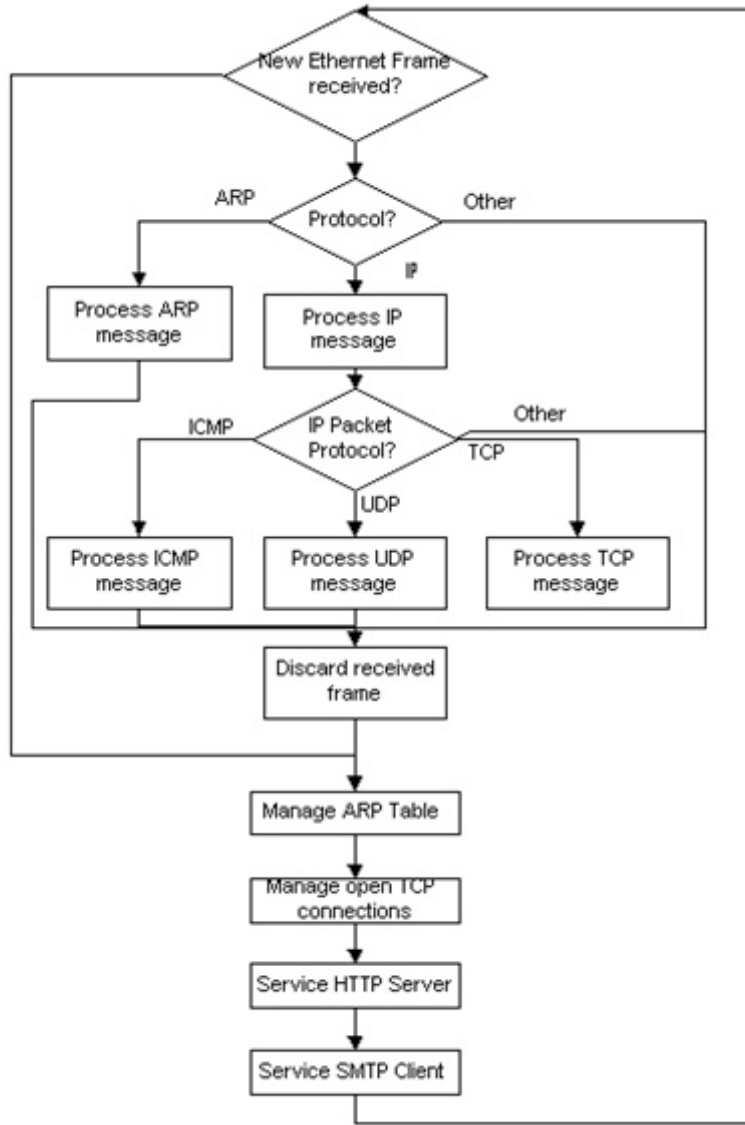 New Ethernet Frame
received?
ARP
Protocol?
Other
IP
Process ARP
message
Process IP
message
ICMP
IP Packet
Protocol?
Other
TCP
UDP
Process ICMP
message
Process UDP
message
Process TCP
message
Discard received
frame
Manage ARP Table
Manage open TCP
connections
Service HTTP Server
Service SMTP Client